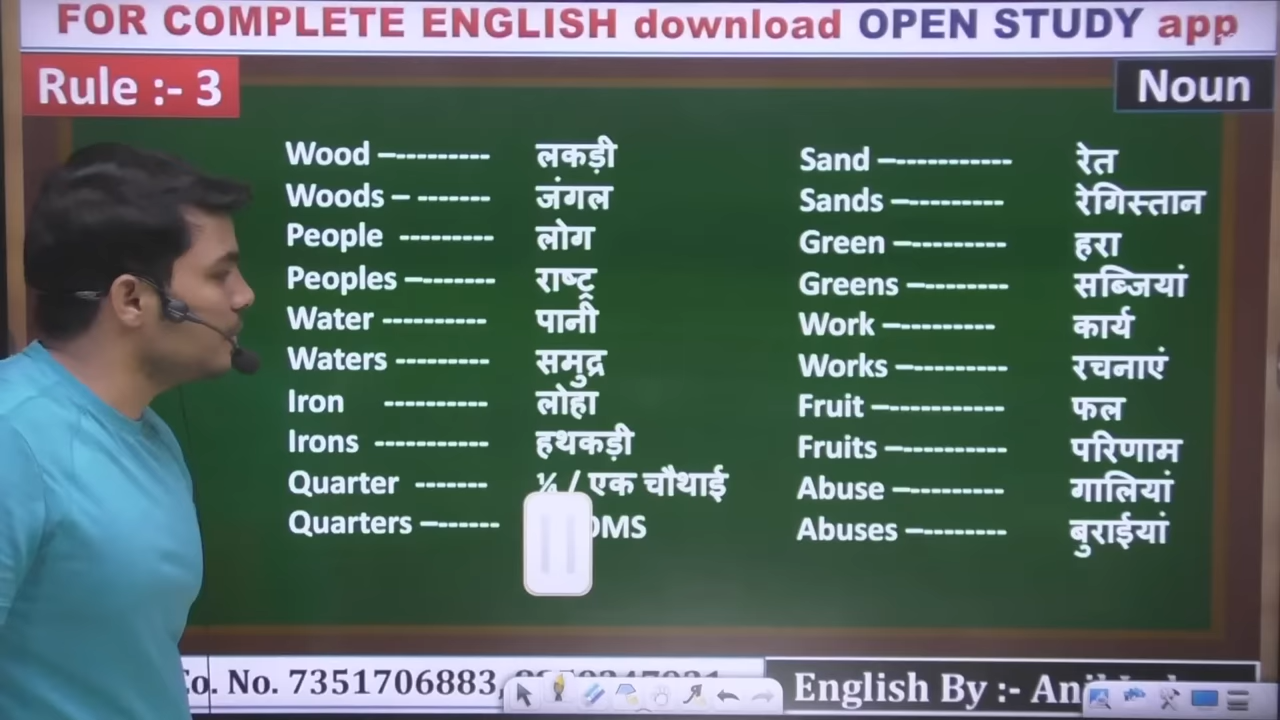 FOR COMPLETE ENGLISH download OPEN STUDY app
Rule :- 3
Noun
Wood ---------- लकड़ी
Woods – ------- जंगल
People --------- लोग
Peoples –------- राष्ट्र
Water ---------- पानी
Waters --------- समुद्र
Iron ---------- लोहा
Irons ----------- हथकड़ी
Quarter ------- ¼ / एक चौथाई
Quarters –------
Sand –----------- रेत
Sands –--------- रेगिस्तान
Green –--------- हरा
Greens –-------- सब्जियां
Work –--------- कार्य
Works –--------- रचनाएं
Fruit –----------- फल
Fruits –---------- परिणाम
Abuse –--------- गालियां
Abuses –-------- बुराईयां
Co. No. 7351706883,
English By :-